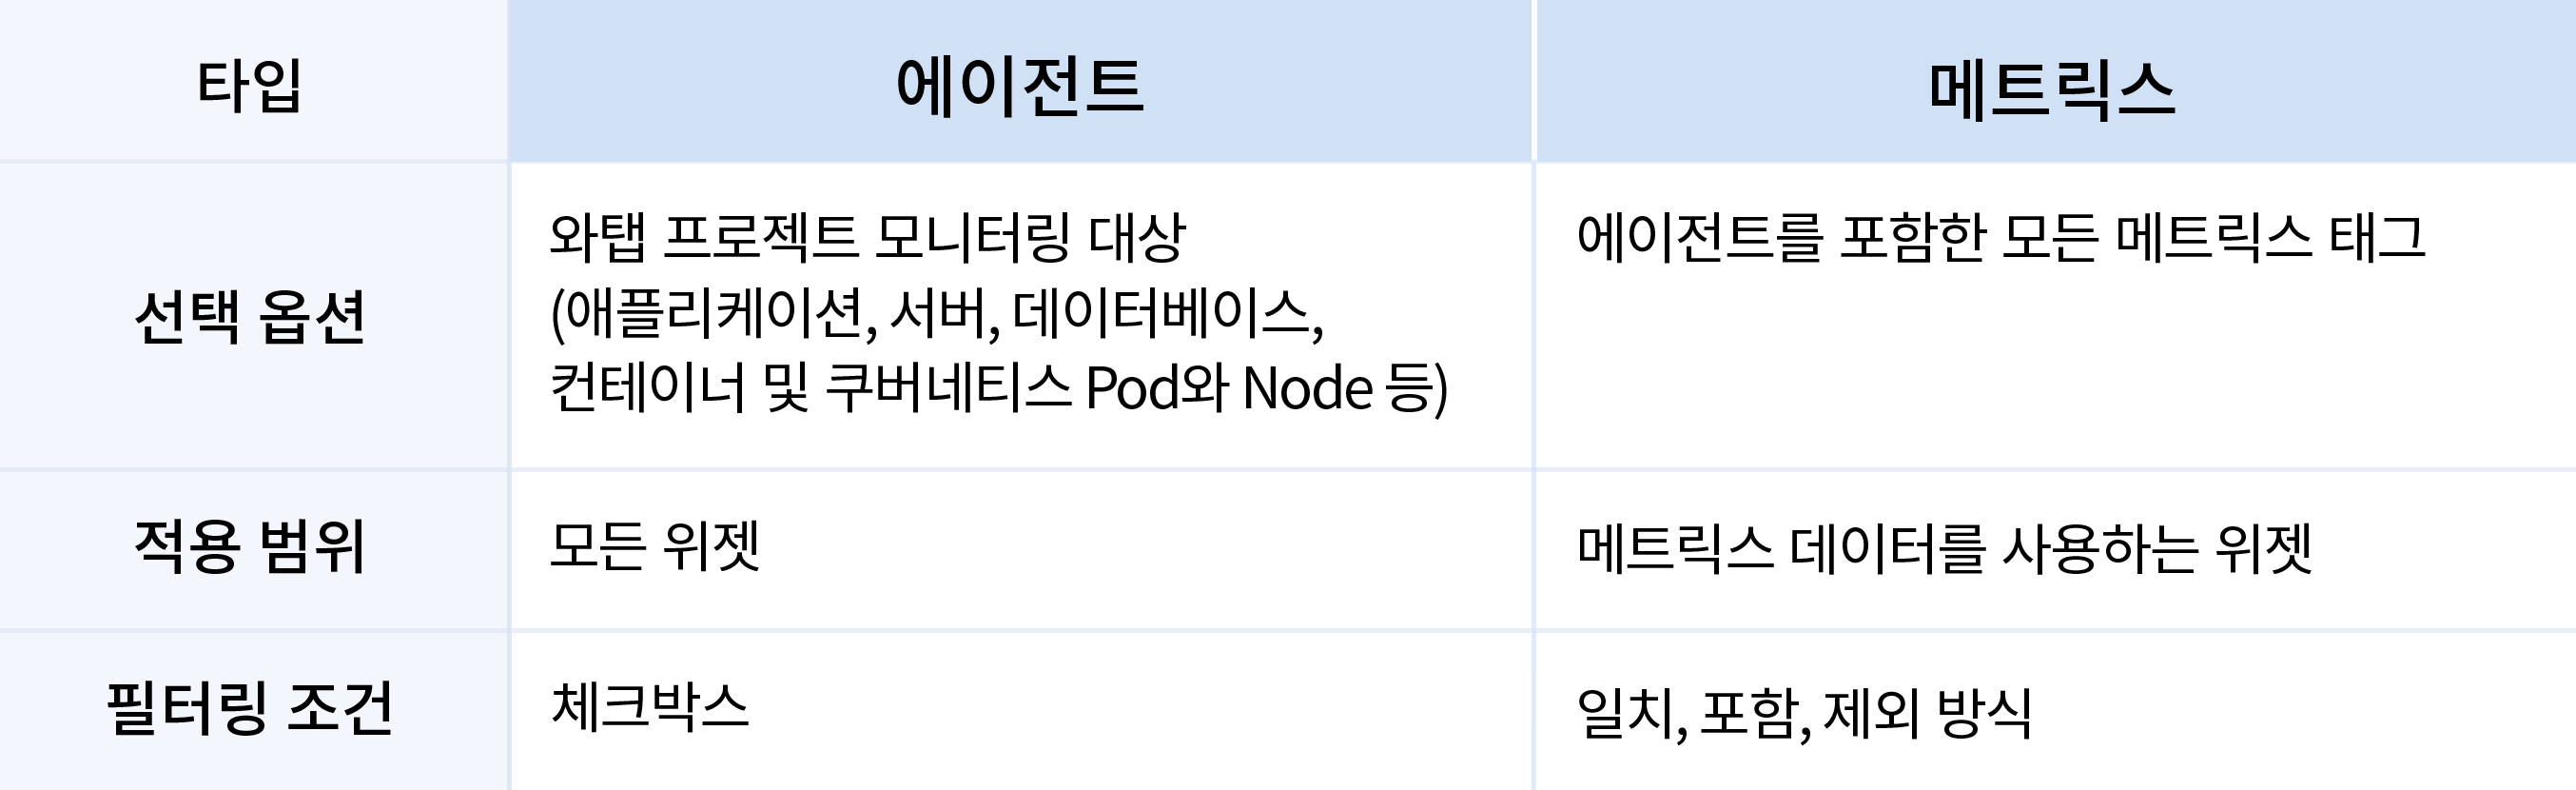 타입
에이전트
메트릭스
선택 옵션
와탭 프로젝트 모니터링 대상
(애플리케이션, 서버, 데이터베이스,
컨테이너 및 쿠버네티스 Pod와 Node 등)
에이전트를 포함한 모든 메트릭스 태그
적용 범위
모든 위젯
메트릭스 데이터를 사용하는 위젯
필터링 조건
체크박스
일치, 포함, 제외 방식